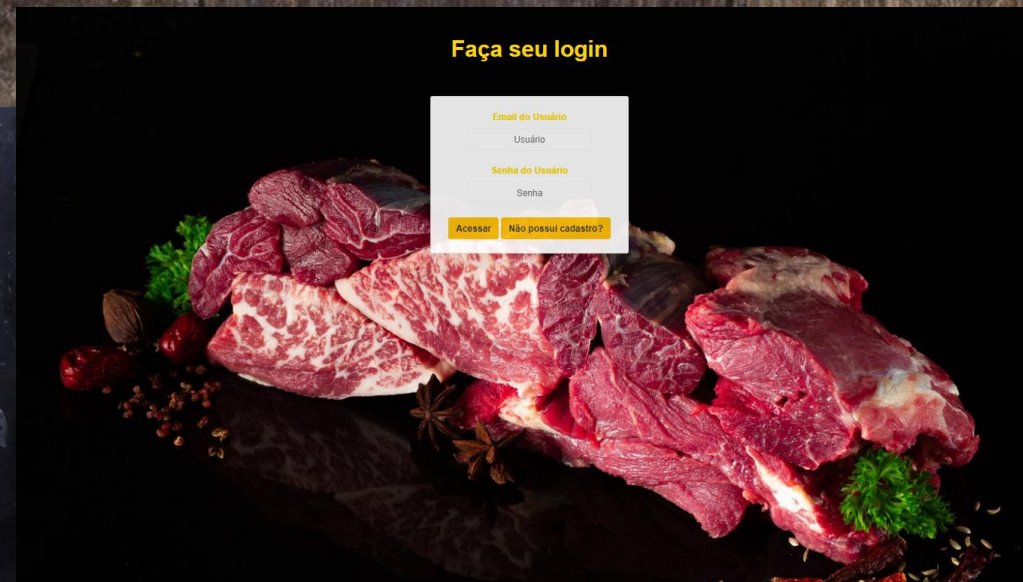 Faça seu login
Email do Usuário
Usuário
Senha do Usuário
Senha
Acessar Não possui cadastro?